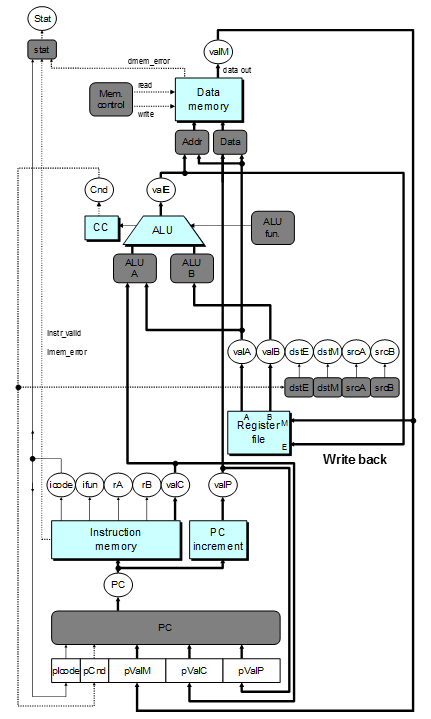 Stat
stat
dmem_error
valM
data out
Mem.
control
read
write
Data
memory
Addr
Data
Cnd
valE
CC
ALU
ALU
fun.
ALU
A
ALU
B
instr_valid
imem_error
valA
valB
dstE
dstM
srcA
srcB
dstE
dstM
srcA
srcB
A
B
M
Register
file
E
Write back
icode
ifun
rA
rB
valC
valP
Instruction
memory
PC
increment
PC
PC
pIcode
pCnd
pValM
pValC
pValP